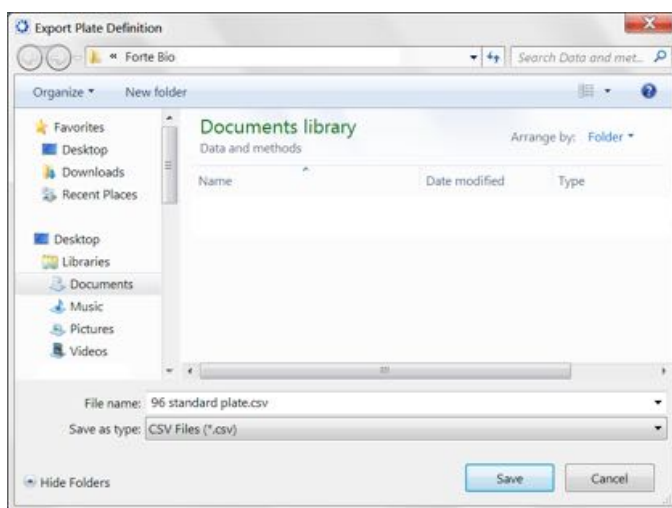 Export Plate Definition
« Forte Bio
Search Data and met...
Organize
New folder
Favorites
Desktop
Downloads
Recent Places
Desktop
Libraries
Documents
Music
Pictures
Videos
Documents library
Data and methods
Arrange by: Folder
Name Date modified Type
File name: 96 standard plate.csv
Save as type: CSV Files (*.csv)
Hide Folders
Save
Cancel